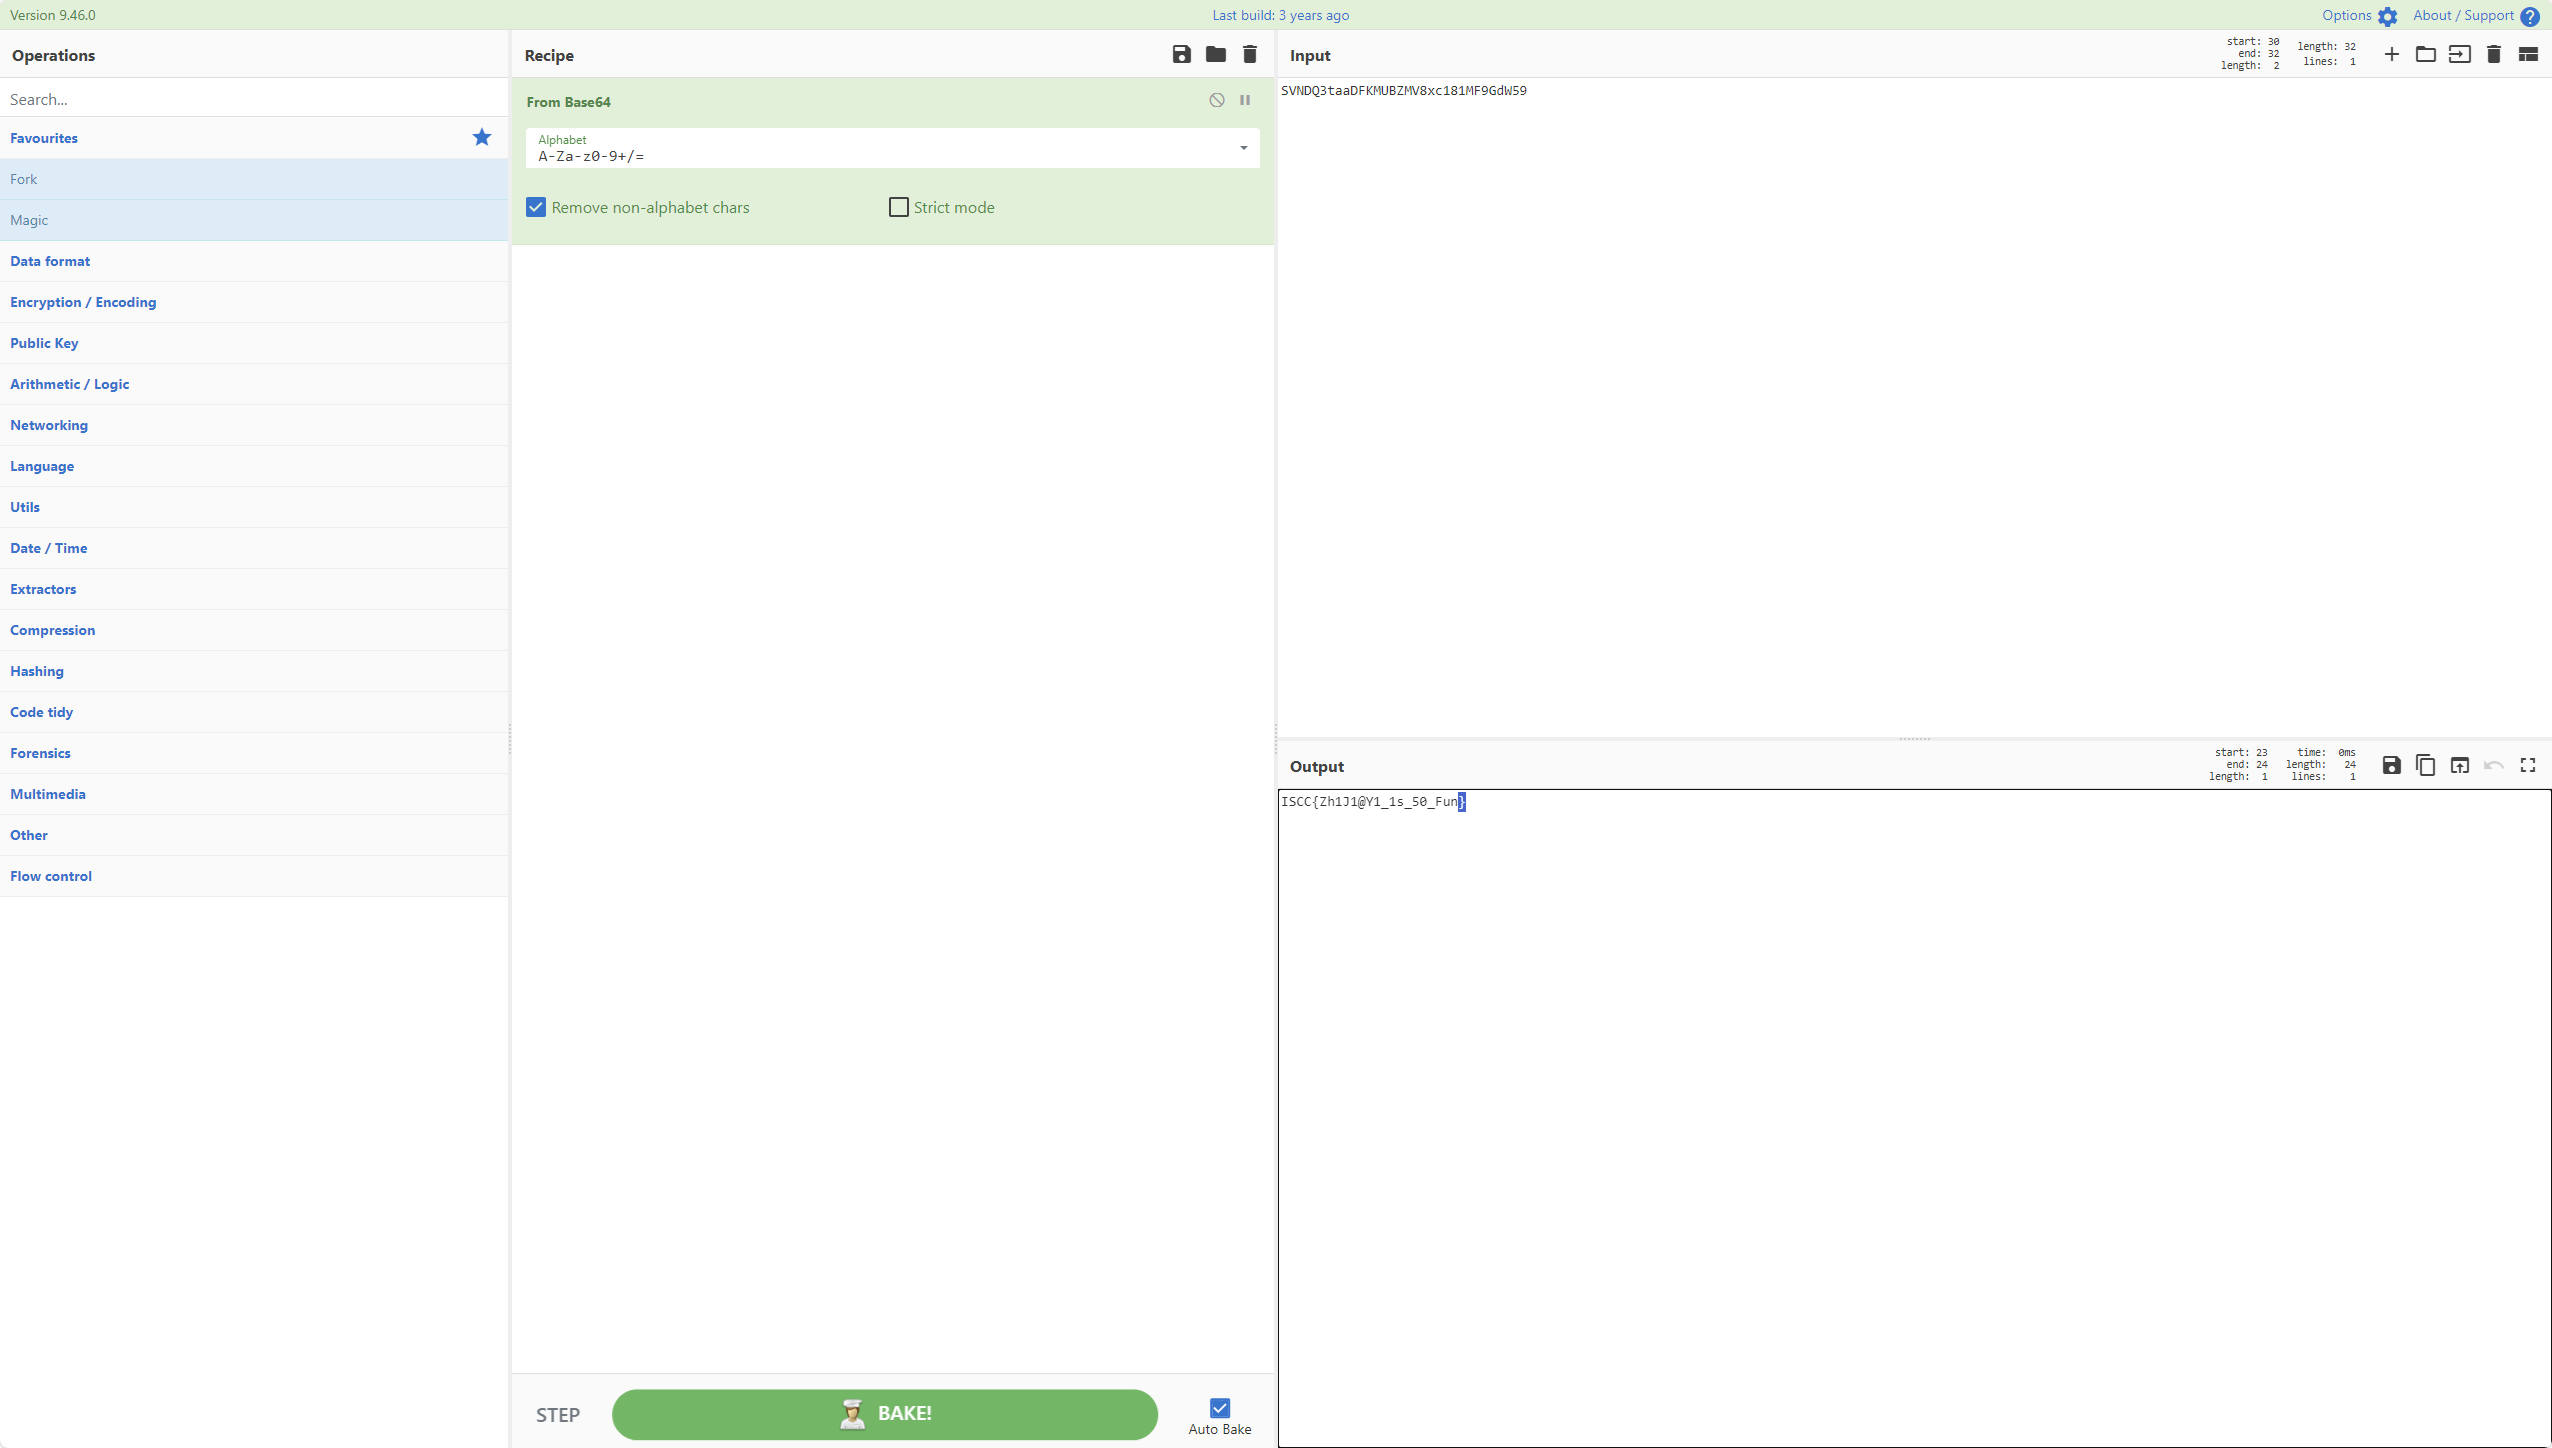 Version 9.46.0
Last build: 3 years ago
Options
About / Support
Operations
Search...
Favourites
Fork
Magic
Data format
Encryption / Encoding
Public Key
Arithmetic / Logic
Networking
Language
Utils
Date / Time
Extractors
Compression
Hashing
Code tidy
Forensics
Multimedia
Other
Flow control
Recipe
From Base64
Alphabet
A-Za-z0-9+/=
Remove non-alphabet chars
Strict mode
STEP
BAKE!
Auto Bake
Input
start: 30
end: 32
length: 2
length: 32
lines: 1
SVNDQ3taaDFKMUBZMV8xc181MF9GdW59
Output
start: 23
end: 24
length: 1
time: 0ms
length: 24
lines: 1
ISCC{Zh1J1@Y1_1s_50_Fun}